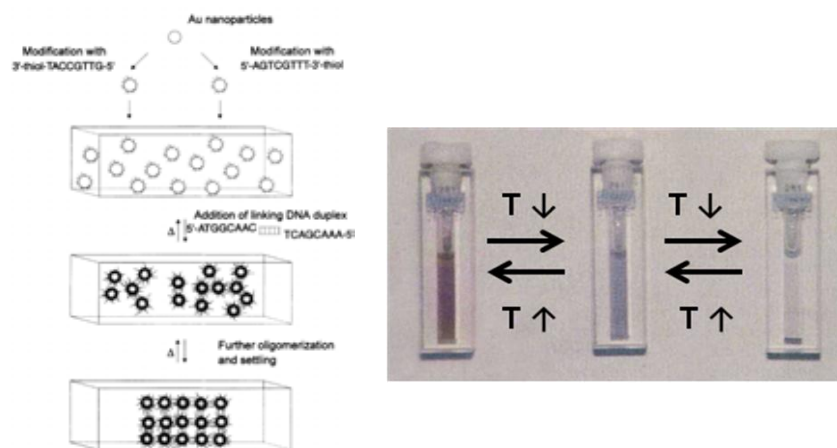 Au nanoparticles
Modification with
3'-thiol-TACCGTTG-5'
Modification with
5'-AGTCGTTT-3'-thiol
Addition of linking DNA duplex
Δ
5'-ATGGCAAC
TCAGCAAA-5'
Δ
Further oligomerization
and settling
T ↓
T ↑
T ↓
T ↑